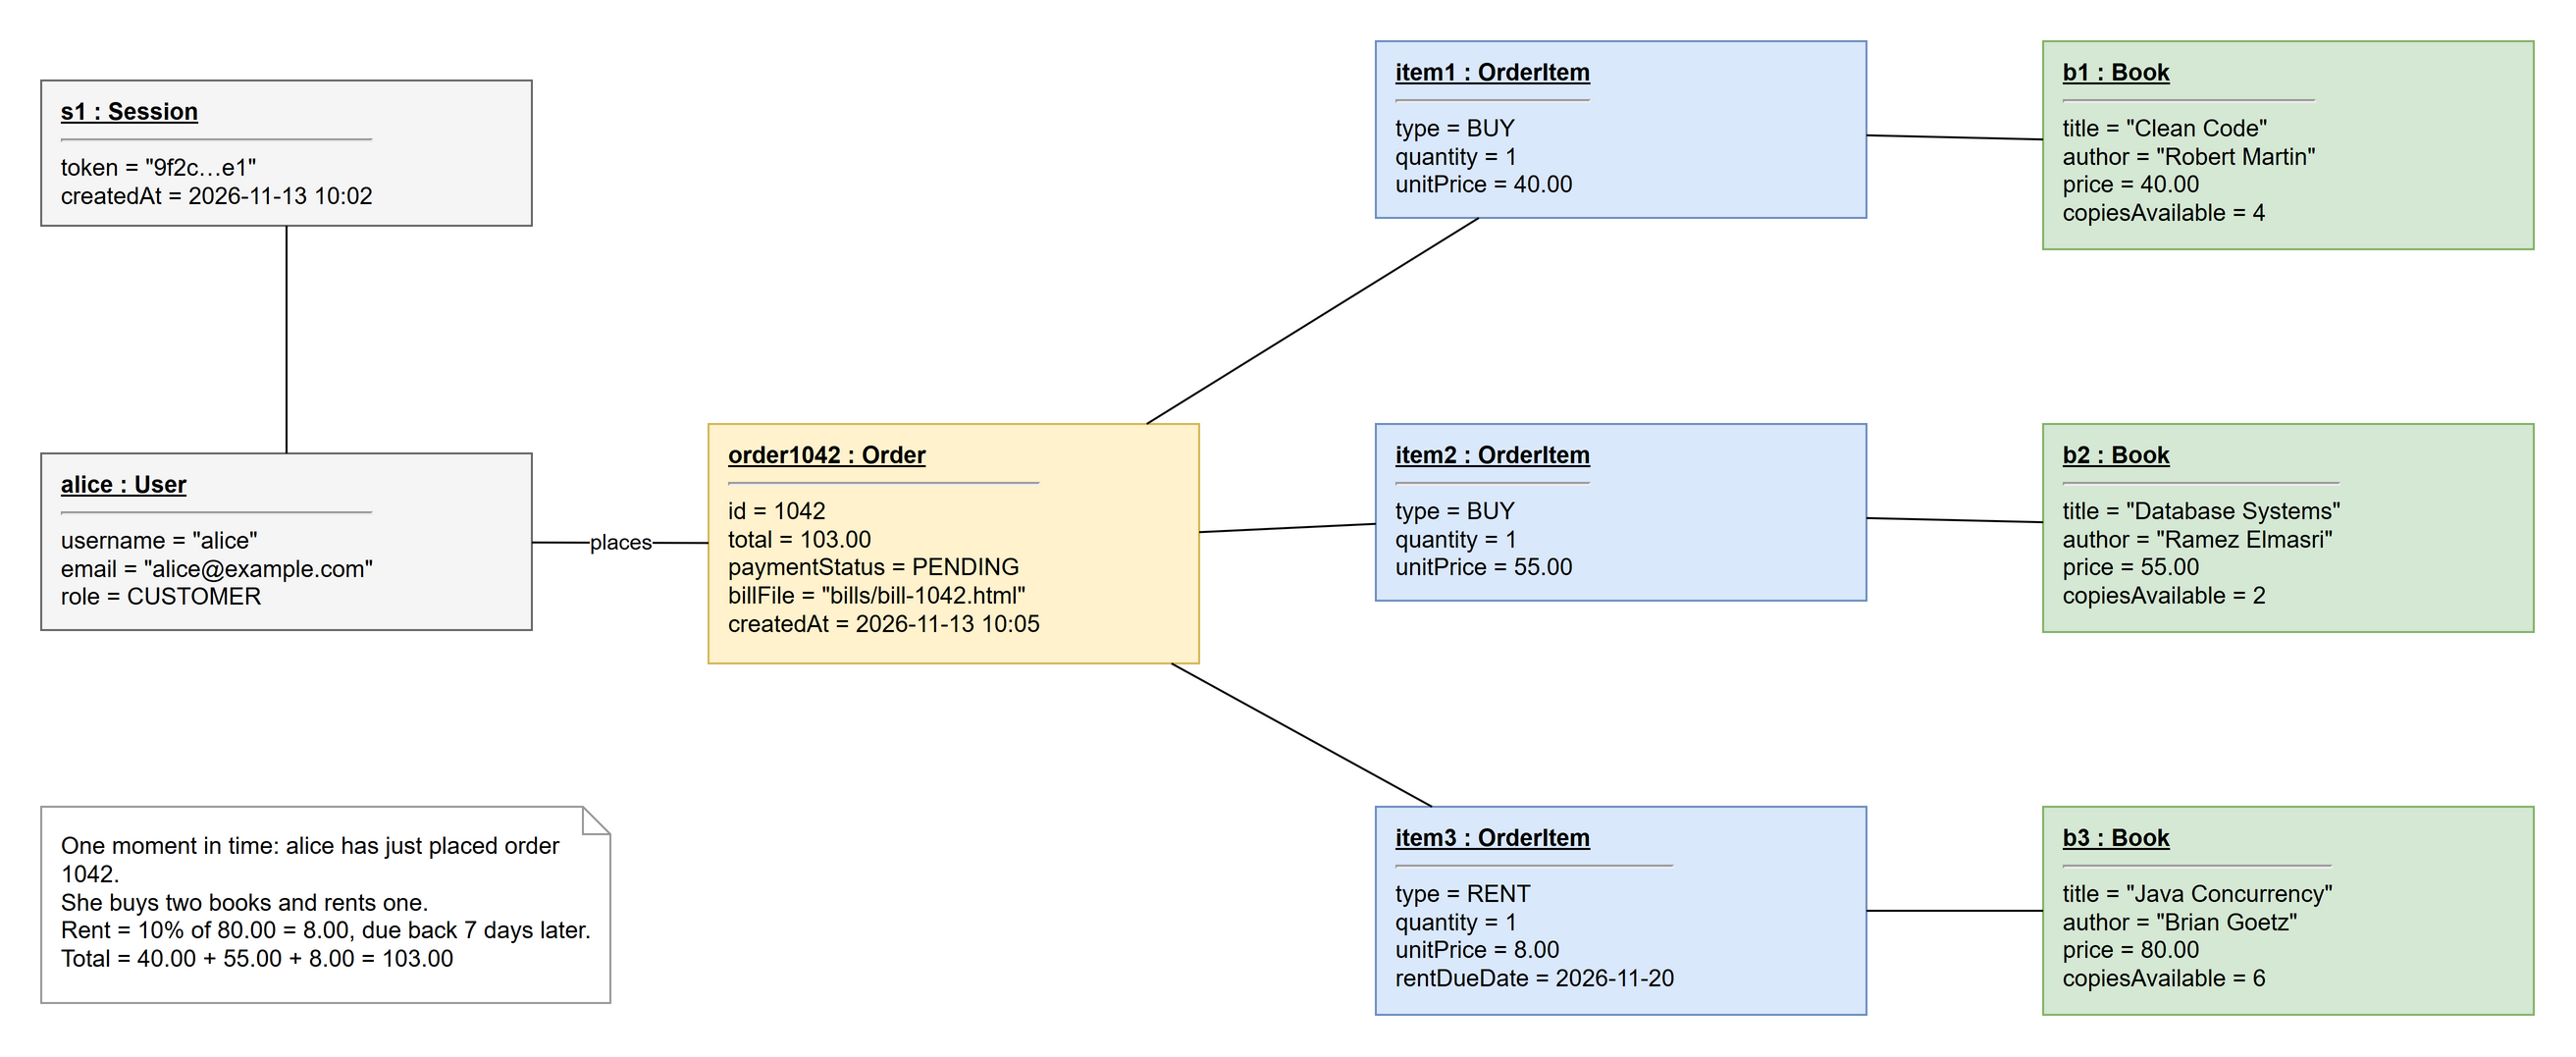 s1 : Session
token = "9f2c…e1"
createdAt = 2026-11-13 10:02
alice : User
username = "alice"
email = "alice@example.com"
role = CUSTOMER
places
order1042 : Order
id = 1042
total = 103.00
paymentStatus = PENDING
billFile = "bills/bill-1042.html"
createdAt = 2026-11-13 10:05
item1 : OrderItem
type = BUY
quantity = 1
unitPrice = 40.00
b1 : Book
title = "Clean Code"
author = "Robert Martin"
price = 40.00
copiesAvailable = 4
item2 : OrderItem
type = BUY
quantity = 1
unitPrice = 55.00
b2 : Book
title = "Database Systems"
author = "Ramez Elmasri"
price = 55.00
copiesAvailable = 2
item3 : OrderItem
type = RENT
quantity = 1
unitPrice = 8.00
rentDueDate = 2026-11-20
b3 : Book
title = "Java Concurrency"
author = "Brian Goetz"
price = 80.00
copiesAvailable = 6
One moment in time: alice has just placed order
1042.
She buys two books and rents one.
Rent = 10% of 80.00 = 8.00, due back 7 days later.
Total = 40.00 + 55.00 + 8.00 = 103.00